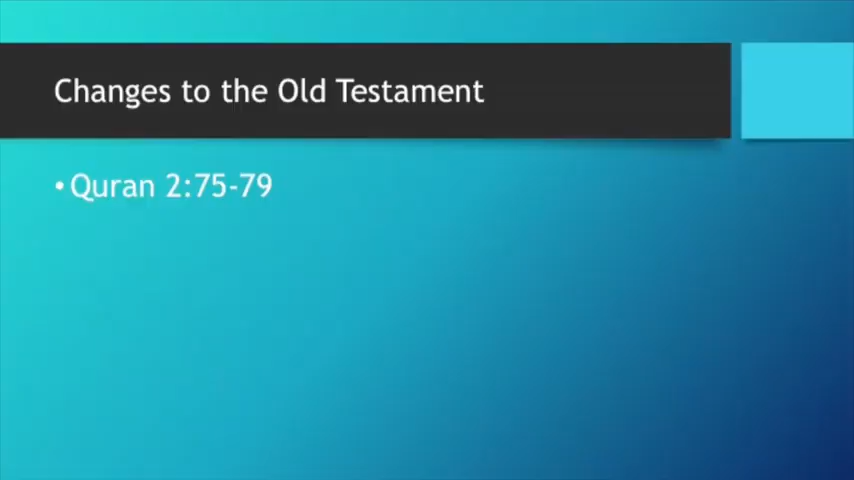 Changes to the Old Testament
• Quran 2:75-79